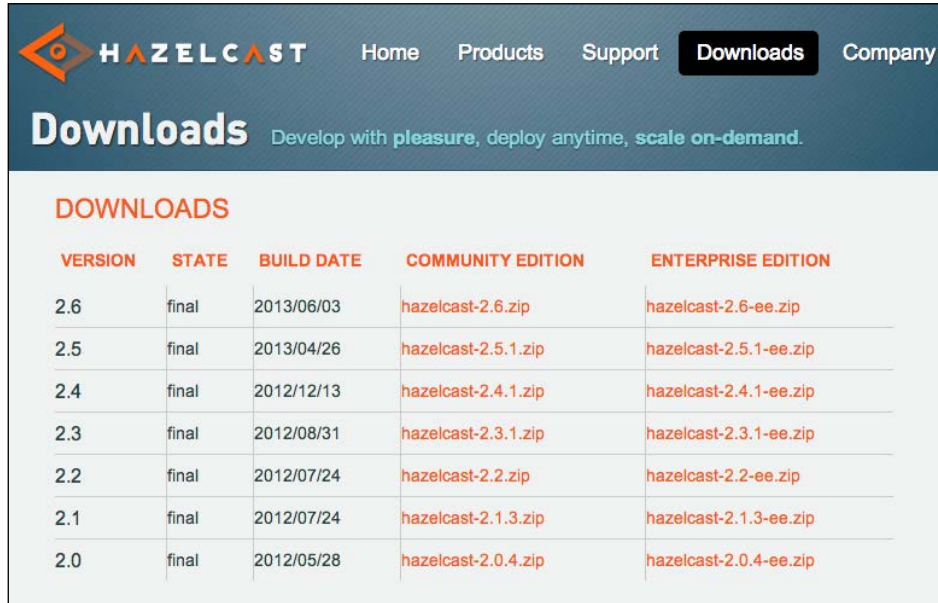 HAZELCAST Home Products Support Downloads Company
Downloads Develop with pleasure, deploy anytime, scale on-demand.
DOWNLOADS
VERSION STATE BUILD DATE COMMUNITY EDITION ENTERPRISE EDITION
2.6 final 2013/06/03 hazelcast-2.6.zip hazelcast-2.6-ee.zip
2.5 final 2013/04/26 hazelcast-2.5.1.zip hazelcast-2.5.1-ee.zip
2.4 final 2012/12/13 hazelcast-2.4.1.zip hazelcast-2.4.1-ee.zip
2.3 final 2012/08/31 hazelcast-2.3.1.zip hazelcast-2.3.1-ee.zip
2.2 final 2012/07/24 hazelcast-2.2.zip hazelcast-2.2-ee.zip
2.1 final 2012/07/24 hazelcast-2.1.3.zip hazelcast-2.1.3-ee.zip
2.0 final 2012/05/28 hazelcast-2.0.4.zip hazelcast-2.0.4-ee.zip